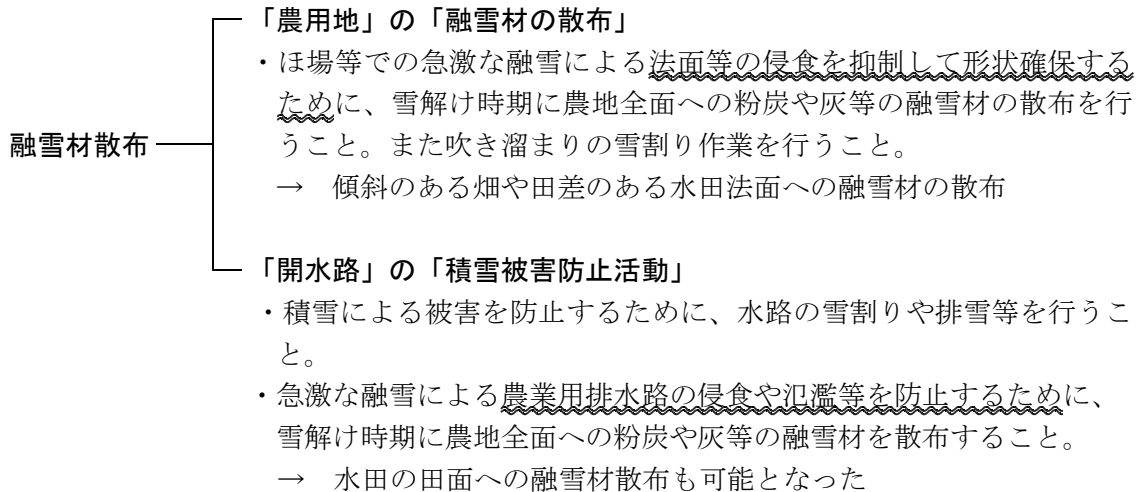 「農用地」の「融雪材の散布」
・ほ場等での急激な融雪による法面等の侵食を抑制して形状確保する
ために、雪解け時期に農地全面への粉炭や灰等の融雪材の散布を行
うこと。また吹き溜まりの雪割り作業を行うこと。
→ 傾斜のある畑や田差のある水田法面への融雪材の散布
融雪材散布
「開水路」の「積雪被害防止活動」
・積雪による被害を防止するために、水路の雪割りや排雪等を行うこ
と。
・急激な融雪による農業用排水路の侵食や氾濫等を防止するために、
雪解け時期に農地全面への粉炭や灰等の融雪材を散布すること。
→ 水田の田面への融雪材散布も可能となった